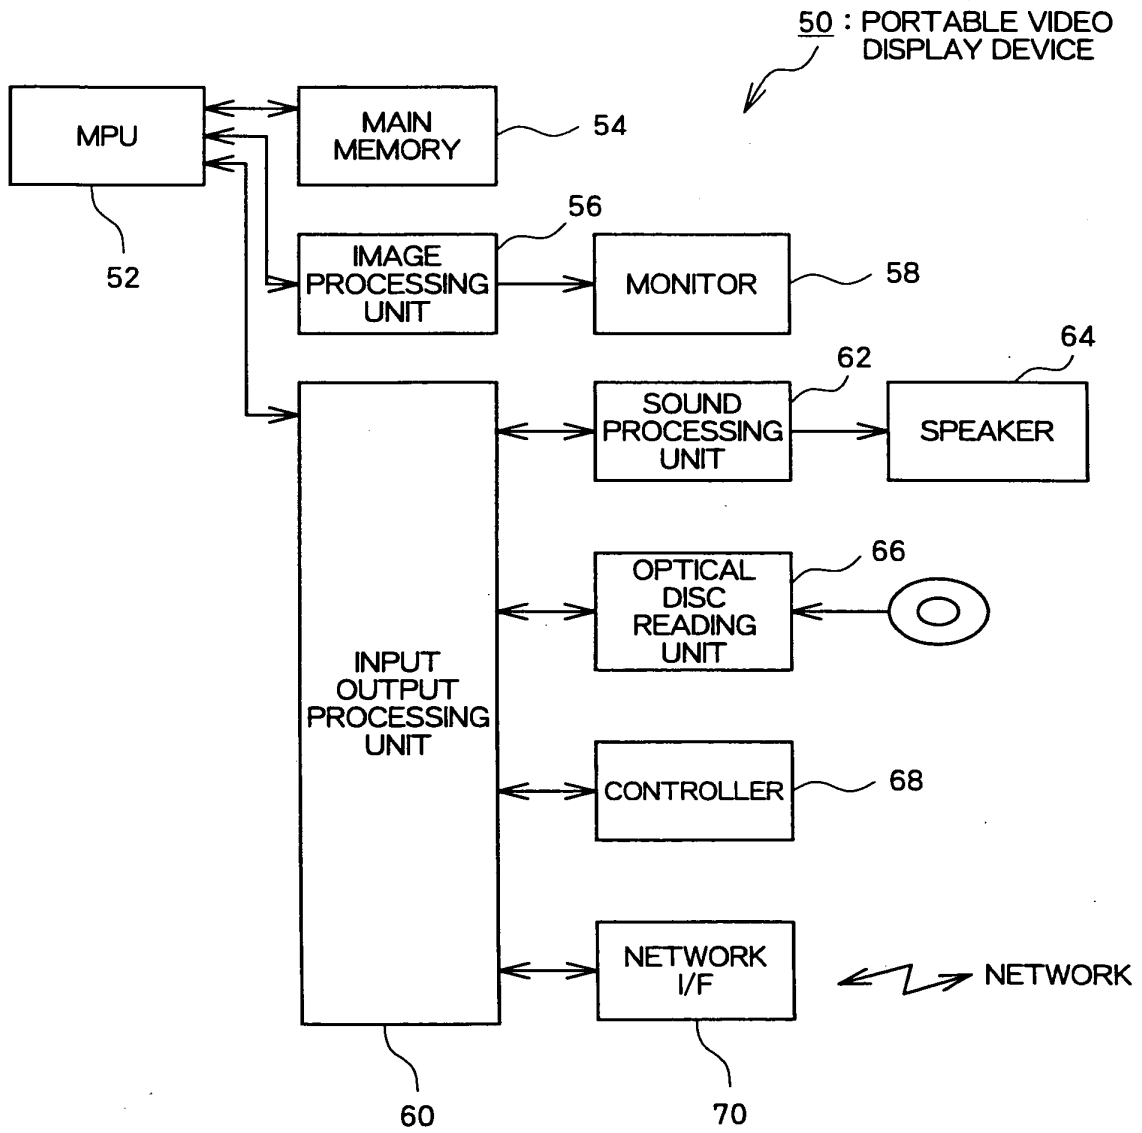 50 : PORTABLE VIDEO
DISPLAY DEVICE
MPU
52
MAIN
MEMORY
54
IMAGE
PROCESSING
UNIT
56
MONITOR
58
INPUT
OUTPUT
PROCESSING
UNIT
60
SOUND
PROCESSING
UNIT
62
SPEAKER
64
OPTICAL
DISC
READING
UNIT
66
CONTROLLER
68
NETWORK
I/F
70
NETWORK